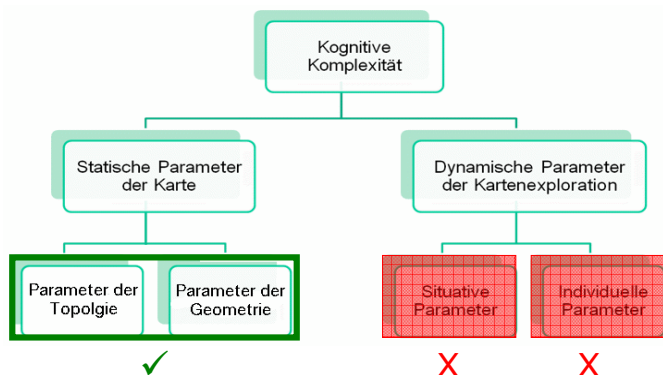 Kognitive
Komplexität
Statische Parameter
der Karte
Dynamische Parameter
der Kartenexploration
Parameter der
Topolgie
Parameter der
Geometrie
Situative
Parameter
Individuelle
Parameter
✓
X
X